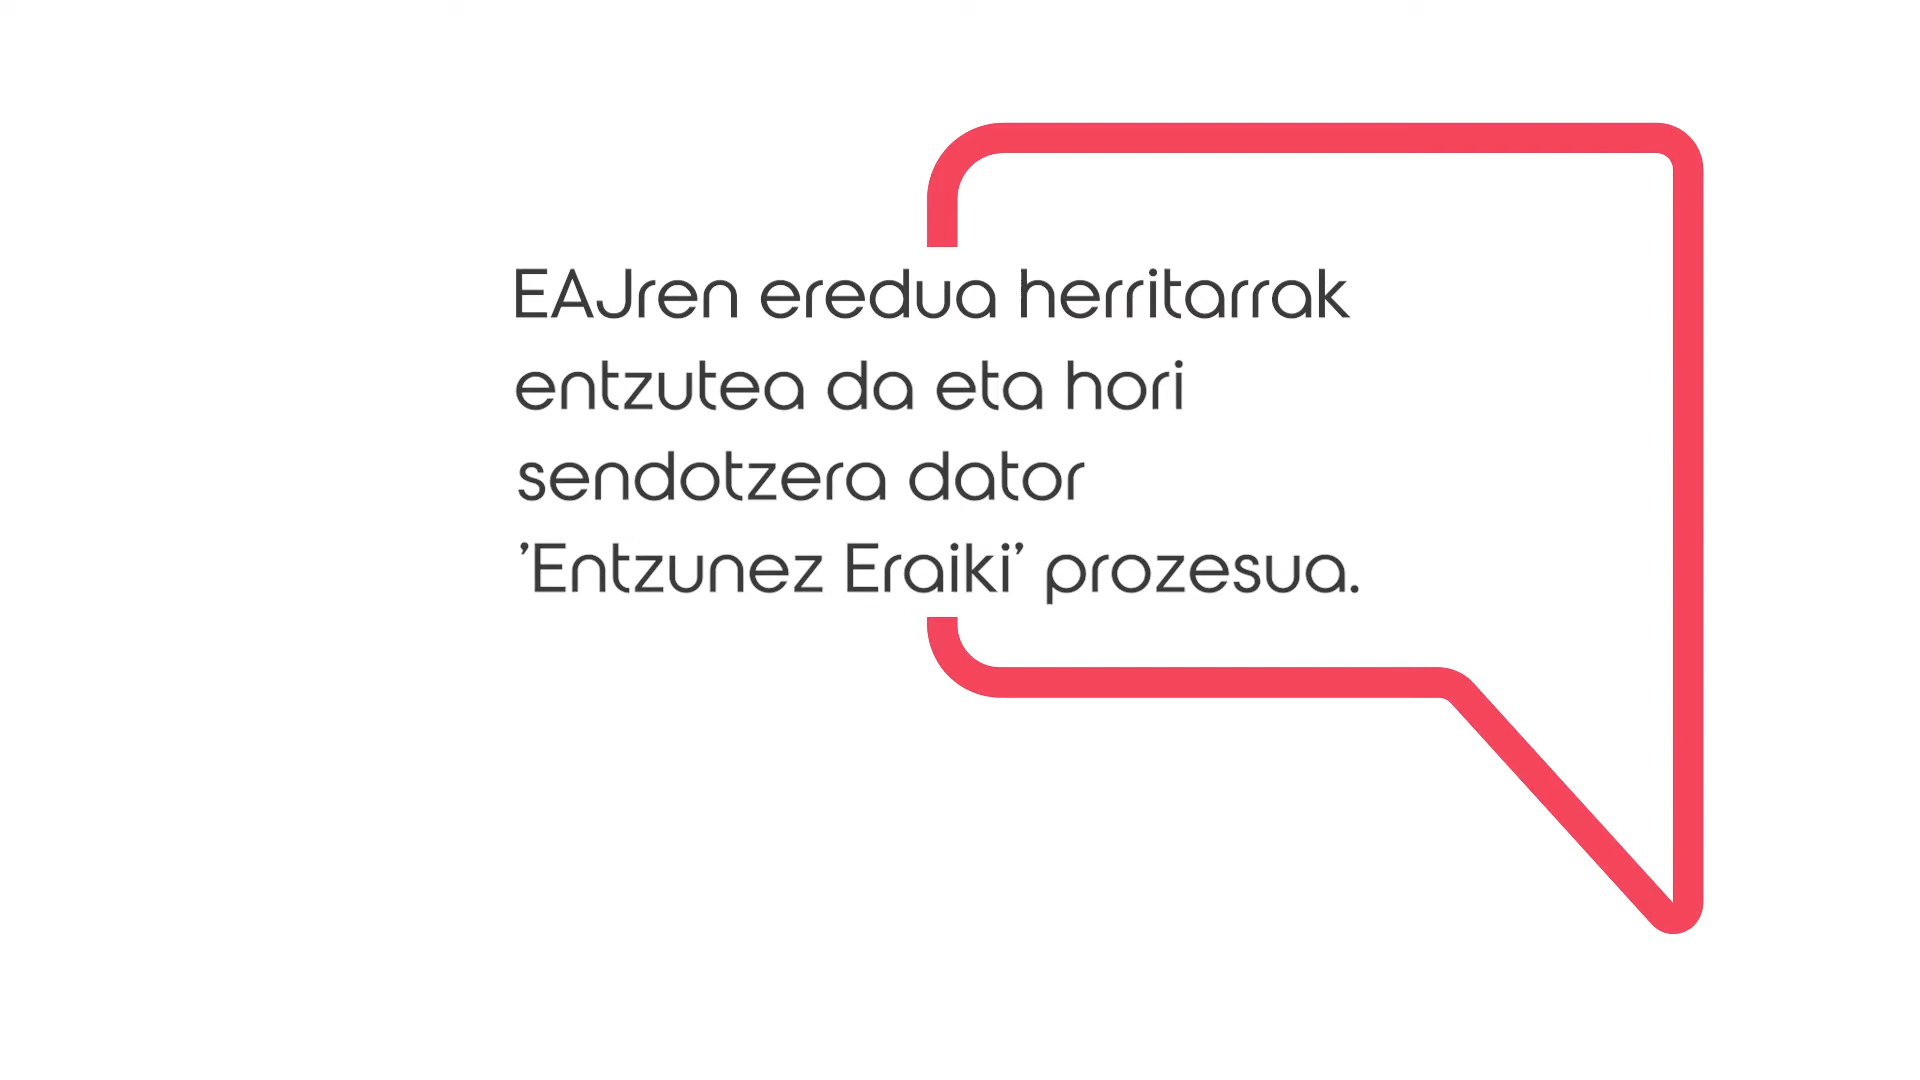 EAJren eredua herritarrak
entzutea da eta hori
sendotzera dator
’Entzunez Eraiki’ prozesua.